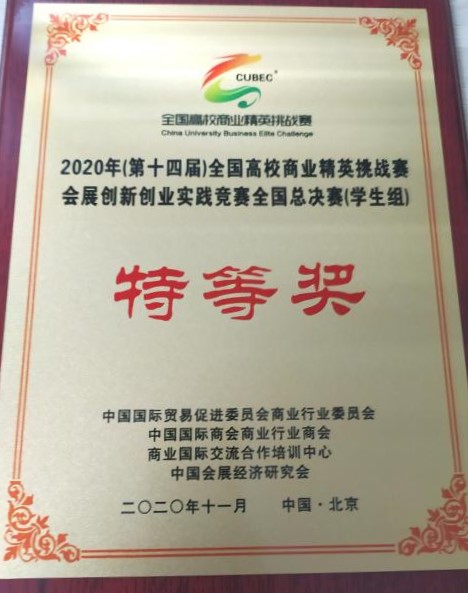 CUBEC
全国高校商业精英挑战赛
China University Business Elite Challenge
2020年(第十四届)全国高校商业精英挑战赛
会展创新创业实践竞赛全国总决赛(学生组)
特等奖
中国国际贸易促进委员会商业行业委员会
中国国际商会商业行业商会
商业国际交流合作培训中心
中国会展经济研究会
二〇二〇年十一月 中国·北京